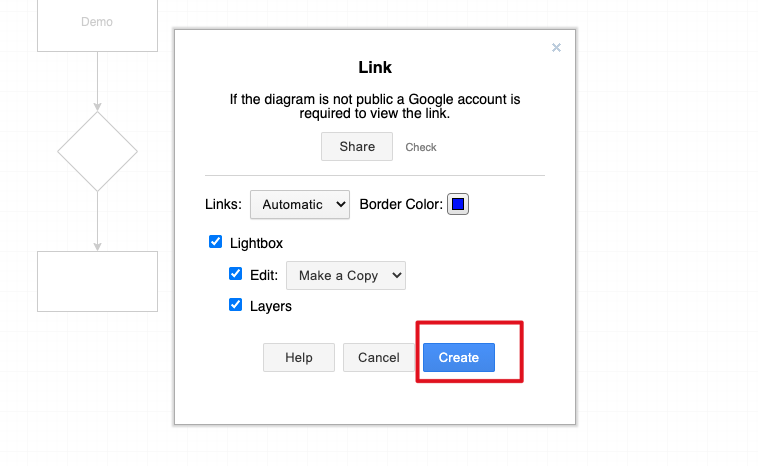 Demo
Link
If the diagram is not public a Google account is
required to view the link.
Share Check
Links: Automatic Border Color:
Lightbox
Edit: Make a Copy
Layers
Help Cancel Create